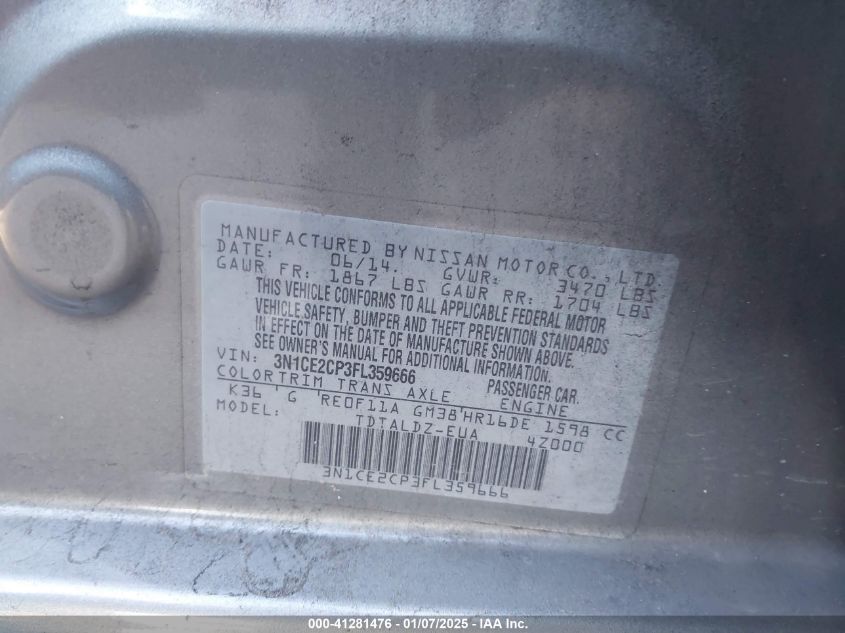 MANUFACTURED BY NISSAN MOTOR CO., LTD.
DATE: 06/14. GVWR: 3470 LBS
GAWR FR: 1867 LBS GAWR RR: 1704 LBS
THIS VEHICLE CONFORMS TO ALL APPLICABLE FEDERAL MOTOR
VEHICLE SAFETY, BUMPER AND THEFT PREVENTION STANDARDS
IN EFFECT ON THE DATE OF MANUFACTURE SHOWN ABOVE.
SEE OWNER'S MANUAL FOR ADDITIONAL INFORMATION.
VIN: 3N1CE2CP3FL359666 PASSENGER CAR.
COLOR TRIM TRANS AXLE ENGINE
K36 G RE0F11A GM38 HR16DE 1598 CC
MODEL: TDTALDZ-EUA 4Z000
3N1CE2CP3FL359666
000-41281476 - 01/07/2025 - IAA Inc.